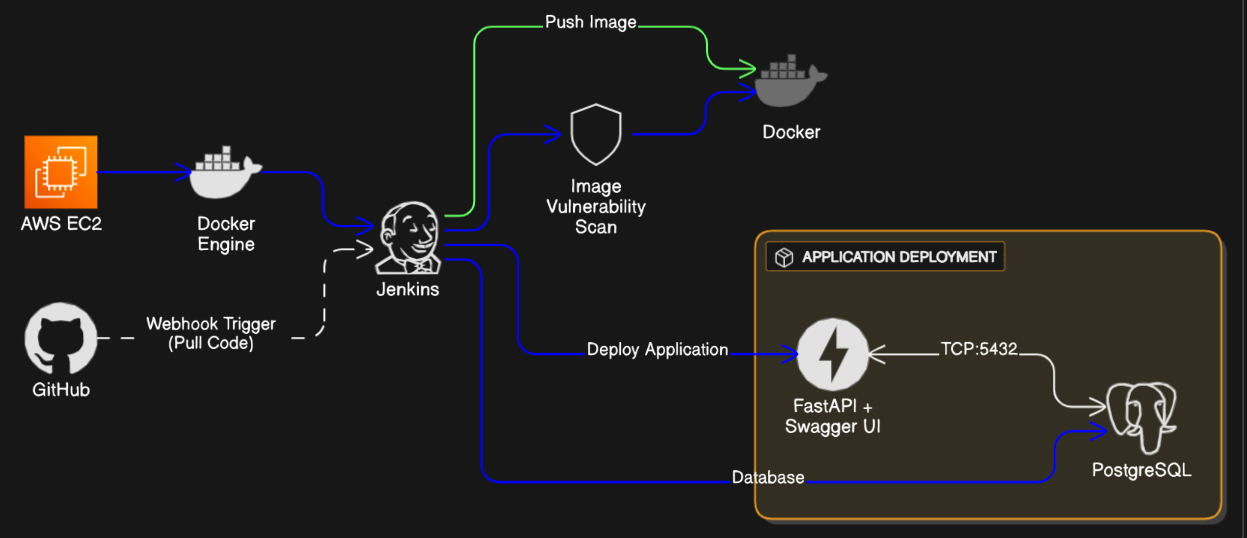 Push Image
Docker
Image
Vulnerability
Scan
AWS EC2
Docker
Engine
Jenkins
Webhook Trigger
(Pull Code)
GitHub
APPLICATION DEPLOYMENT
Deploy Application
TCP:5432
FastAPI +
Swagger UI
PostgreSQL
Database